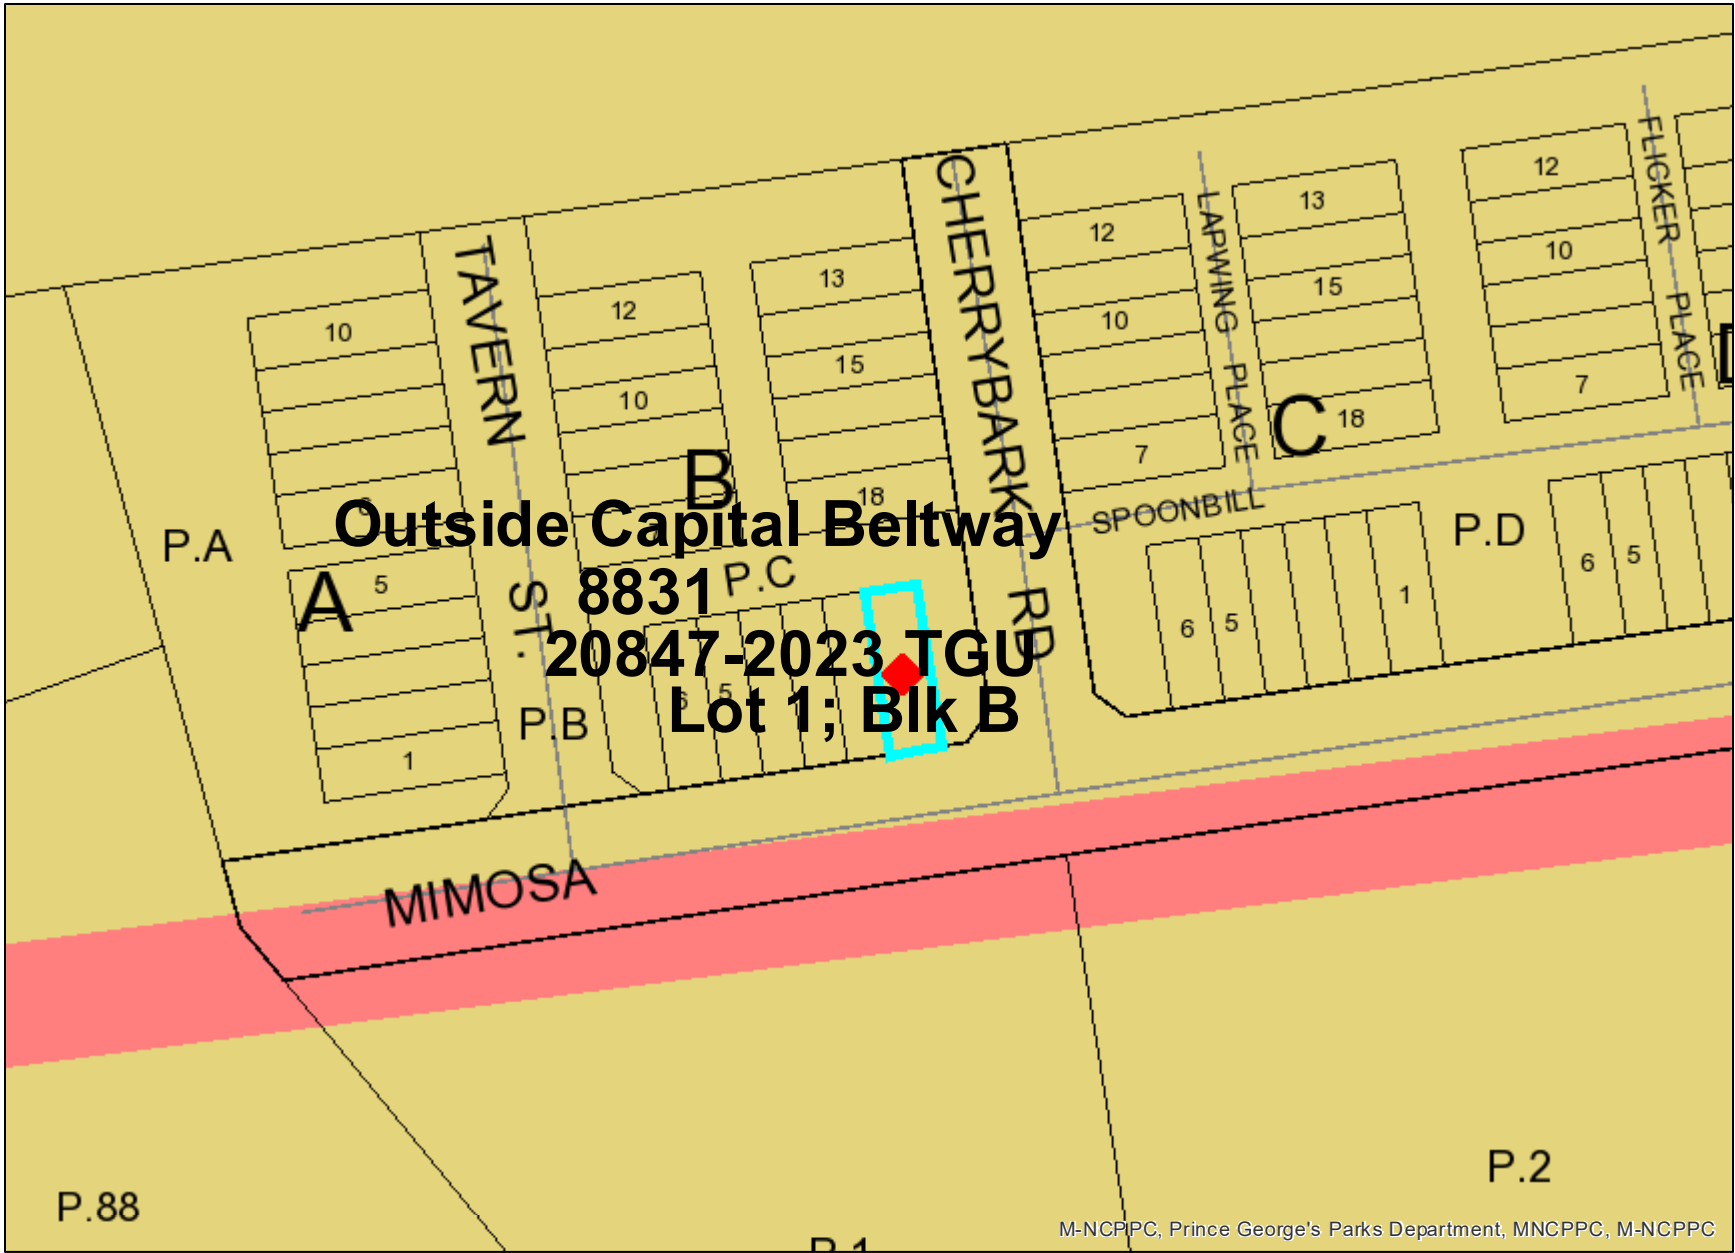 FLICKER PLACE
12
13
12
LAPWING PLACE
CHERRYBARK RD
TAVERN ST.
10
13
12
10
15
10
15
10
7
7
18
C
B
18
SPOONBILL
P.D
P.A
Outside Capital Beltway
P.C
8831
A
5
6
5
1
6
5
20847-2023 TGU
5
Lot 1; Blk B
P.B
1
MIMOSA
P.88
P.2
M-NCPPC, Prince George's Parks Department, MNCPPC, M-NCPPC